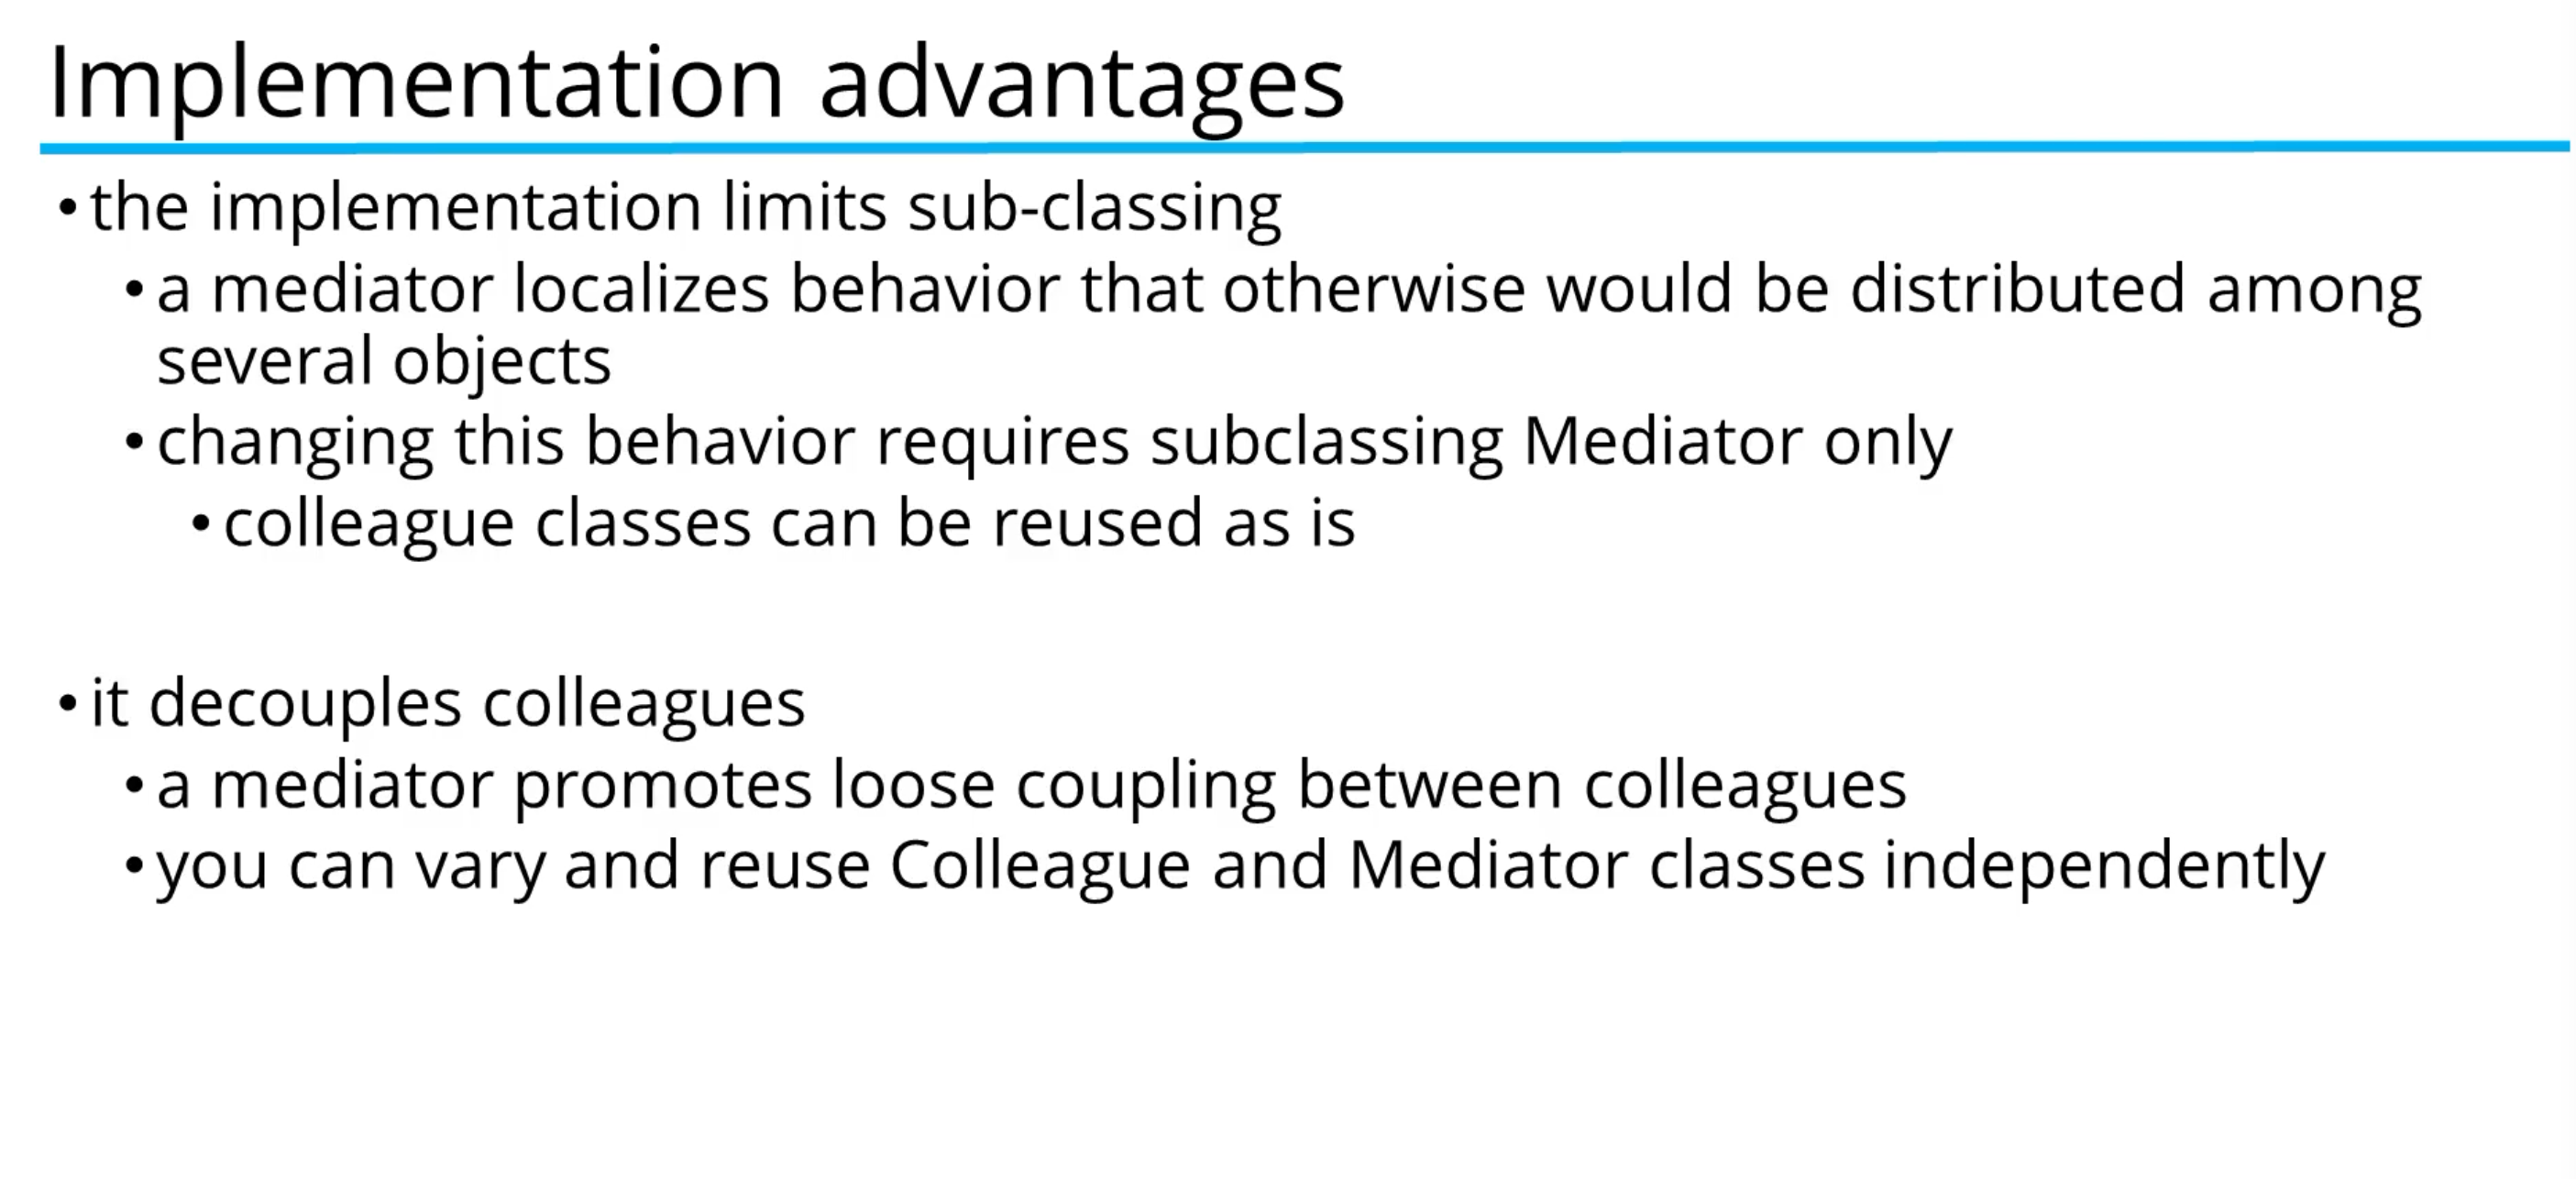 Implementation advantages
• the implementation limits sub-classing
• a mediator localizes behavior that otherwise would be distributed among
several objects
• changing this behavior requires subclassing Mediator only
• colleague classes can be reused as is
• it decouples colleagues
• a mediator promotes loose coupling between colleagues
• you can vary and reuse Colleague and Mediator classes independently